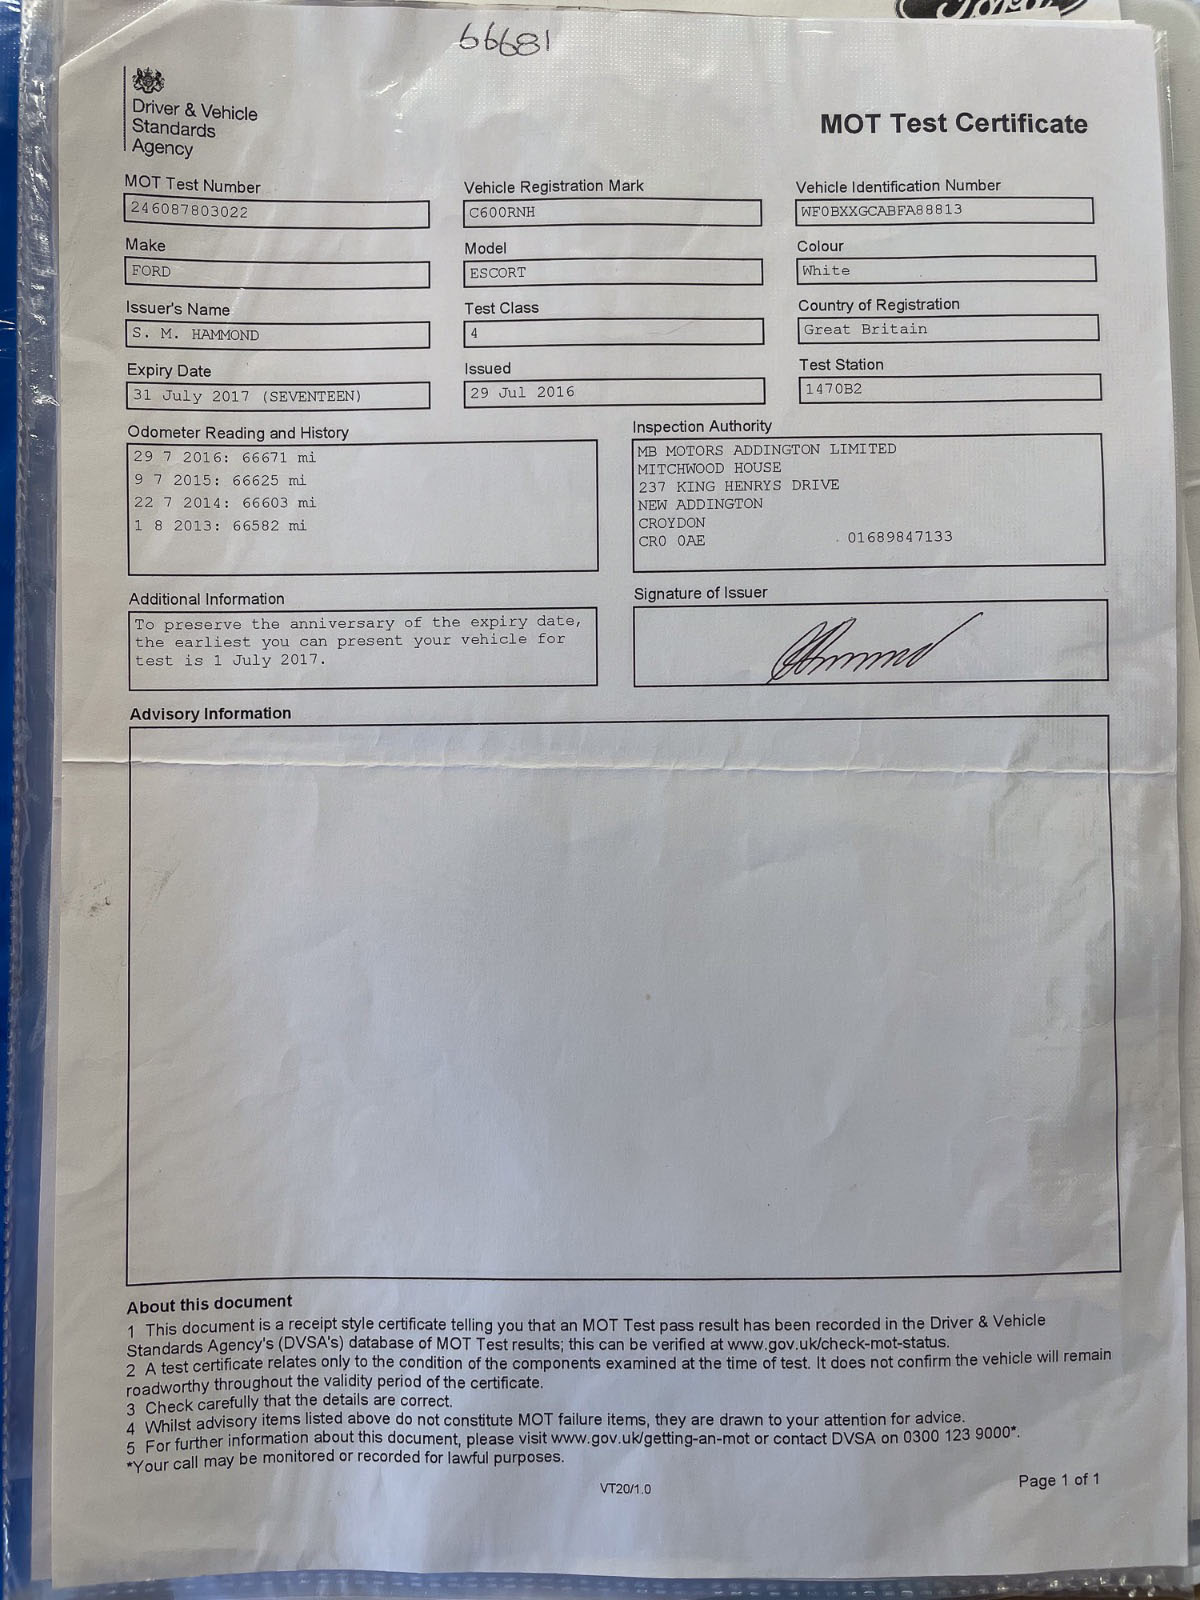 Ford
66681
Driver & Vehicle
Standards
Agency
MOT Test Certificate
MOT Test Number
246087803022
Vehicle Registration Mark
C600RNH
Vehicle Identification Number
WF0BXXGCABFA88813
Make
FORD
Model
ESCORT
Colour
White
Issuer's Name
S. M. HAMMOND
Test Class
4
Country of Registration
Great Britain
Expiry Date
31 July 2017 (SEVENTEEN)
Issued
29 Jul 2016
Test Station
1470B2
Odometer Reading and History
29 7 2016: 66671 mi
9 7 2015: 66625 mi
22 7 2014: 66603 mi
1 8 2013: 66582 mi
Inspection Authority
MB MOTORS ADDINGTON LIMITED
MITCHWOOD HOUSE
237 KING HENRYS DRIVE
NEW ADDINGTON
CROYDON
CR0 0AE 01689847133
Additional Information
To preserve the anniversary of the expiry date,
the earliest you can present your vehicle for
test is 1 July 2017.
Signature of Issuer
Advisory Information
About this document
1 This document is a receipt style certificate telling you that an MOT Test pass result has been recorded in the Driver & Vehicle
Standards Agency's (DVSA's) database of MOT Test results; this can be verified at www.gov.uk/check-mot-status.
2 A test certificate relates only to the condition of the components examined at the time of test. It does not confirm the vehicle will remain
roadworthy throughout the validity period of the certificate.
3 Check carefully that the details are correct.
4 Whilst advisory items listed above do not constitute MOT failure items, they are drawn to your attention for advice.
5 For further information about this document, please visit www.gov.uk/getting-an-mot or contact DVSA on 0300 123 9000*.
*Your call may be monitored or recorded for lawful purposes.
VT20/1.0
Page 1 of 1